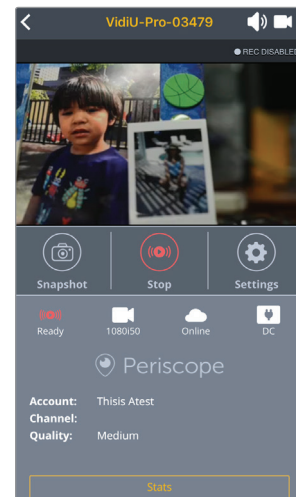 VidiU-Pro-03479
REC DISABLED
Snapshot Stop Settings
Ready 1080i50 Online DC
Periscope
Account: Thisis Atest
Channel:
Quality: Medium
Stats